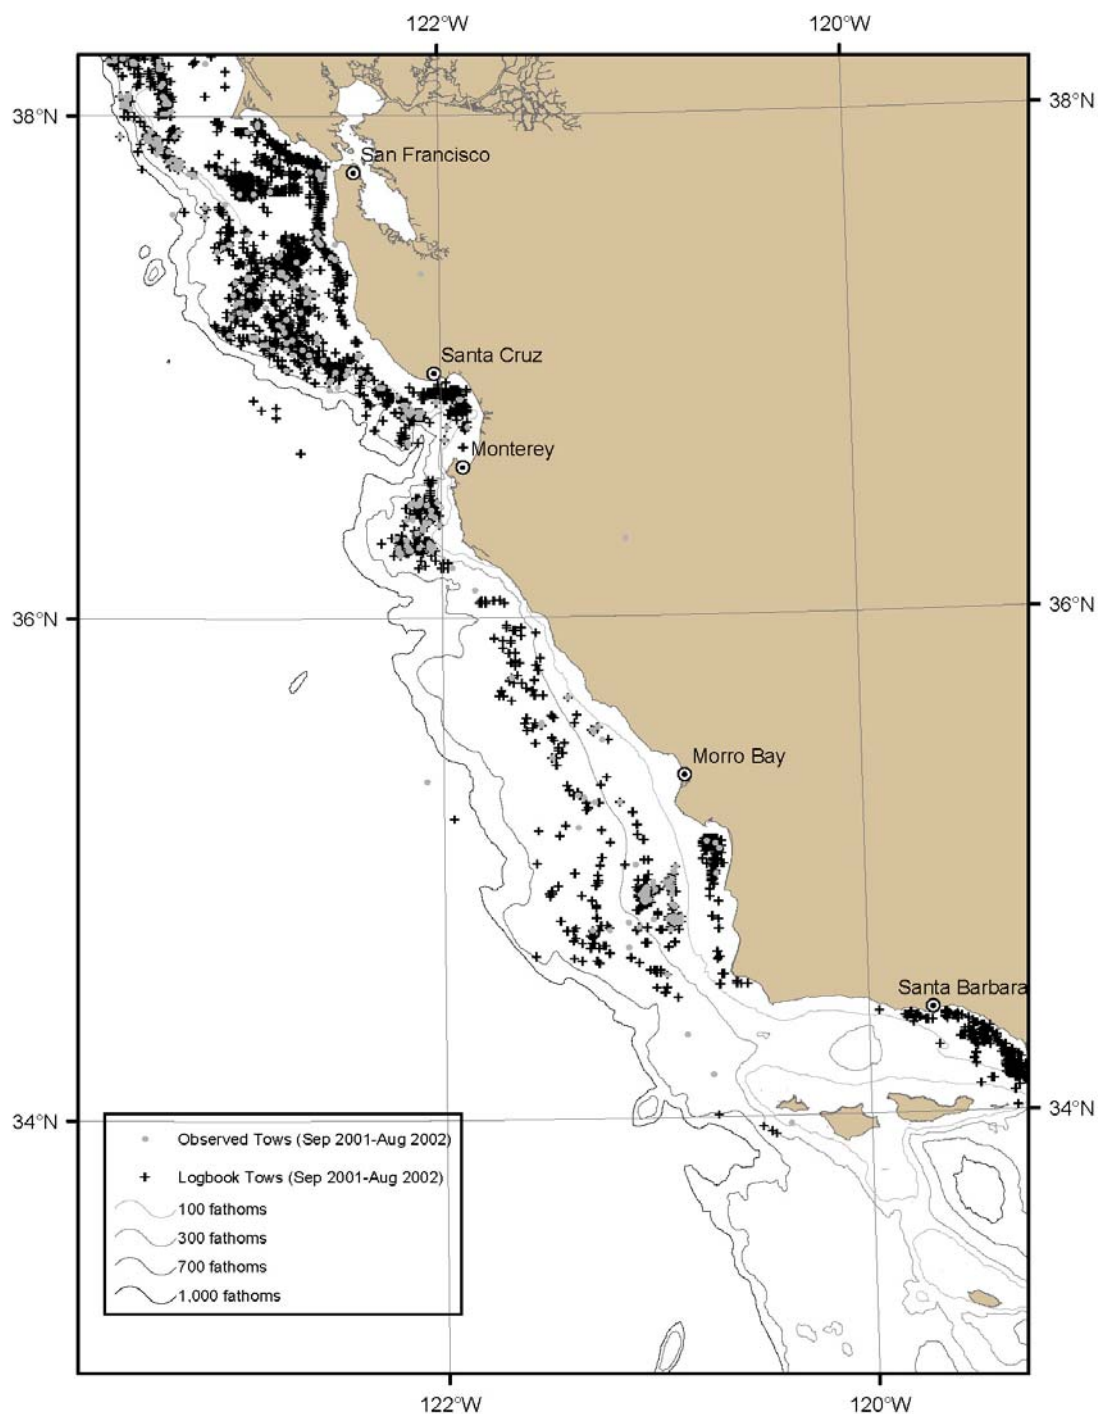 122°W 120°W
38°N 38°N
San Francisco
Santa Cruz
Monterey
36°N 36°N
Morro Bay
Santa Barbara
34°N 34°N
Observed Tows (Sep 2001-Aug 2002)
Logbook Tows (Sep 2001-Aug 2002)
100 fathoms
300 fathoms
700 fathoms
1,000 fathoms
122°W 120°W